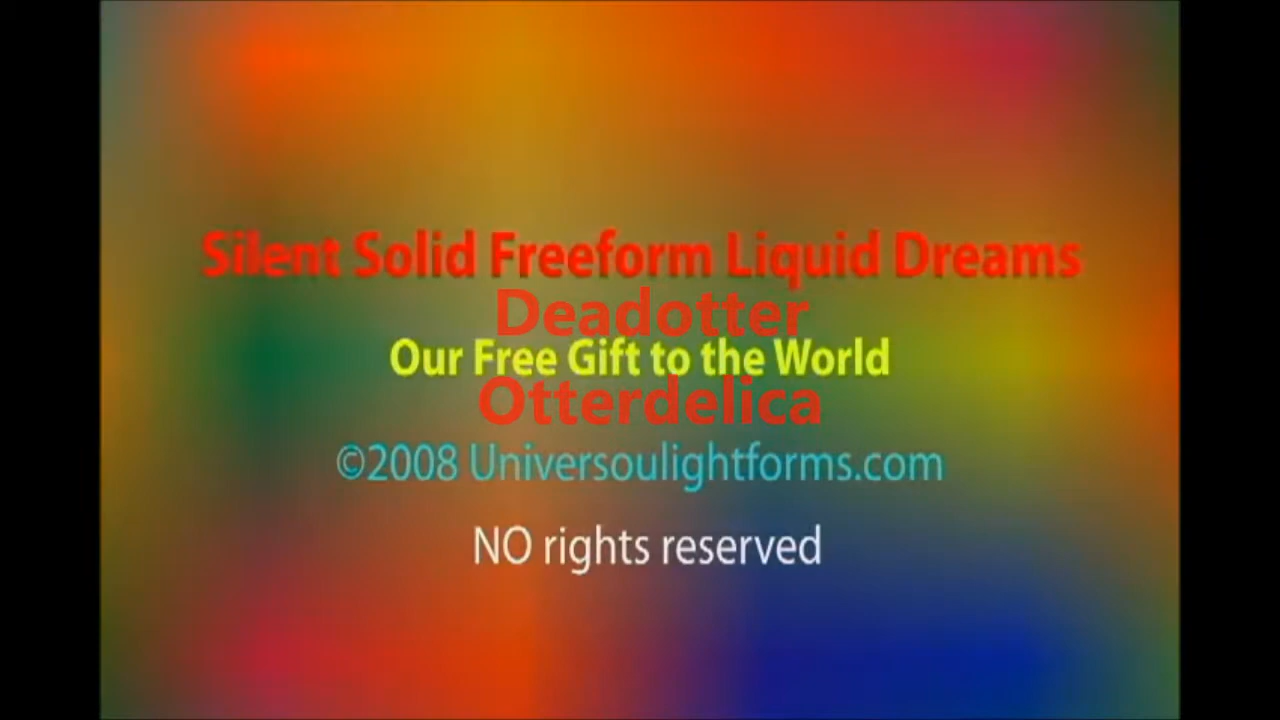 Silent Solid Freeform Liquid Dreams
Deadotter
Our Free Gift to the World
Otterdelica
©2008 Universoulightforms.com
NO rights reserved